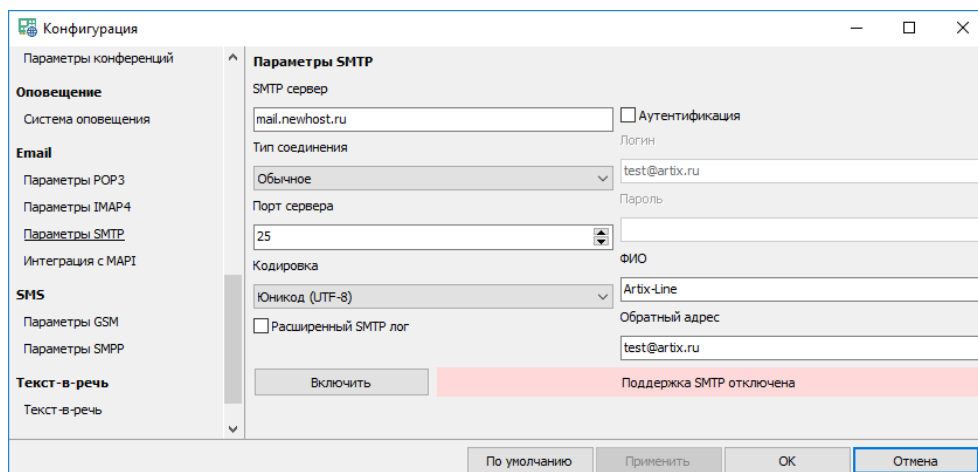 Конфигурация
Параметры конференций
Оповещение
Система оповещения
Email
Параметры POP3
Параметры IMAP4
Параметры SMTP
Интеграция с MAPI
SMS
Параметры GSM
Параметры SMPP
Текст-в-речь
Текст-в-речь
Параметры SMTP
SMTP сервер
mail.newhost.ru
Тип соединения
Обычное
Порт сервера
25
Кодировка
Юникод (UTF-8)
Расширенный SMTP лог
Аутентификация
Логин
test@artix.ru
Пароль
ФИО
Artix-Line
Обратный адрес
test@artix.ru
Включить
Поддержка SMTP отключена
По умолчанию
Применить
OK
Отмена